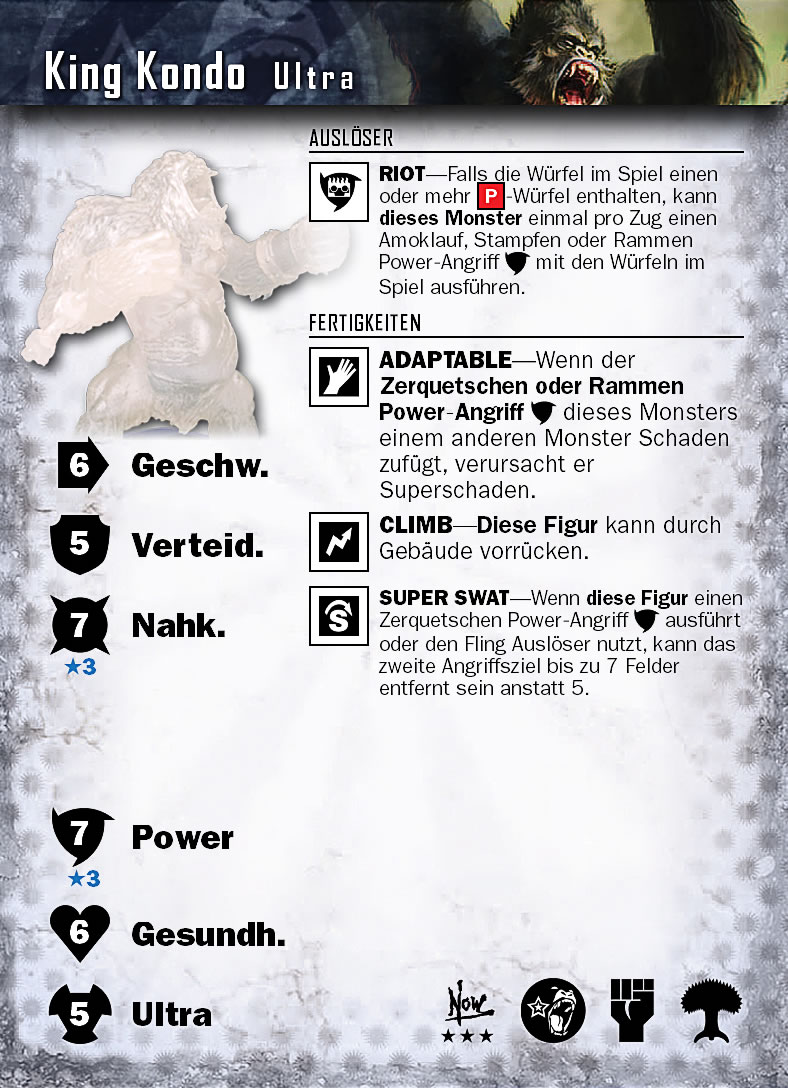 King Kondo Ultra
AUSLÖSER
RIOT—Falls die Würfel im Spiel einen
oder mehr P-Würfel enthalten, kann
dieses Monster einmal pro Zug einen
Amoklauf, Stampfen oder Rammen
Power-Angriff mit den Würfeln im
Spiel ausführen.
FERTIGKEITEN
ADAPTABLE—Wenn der
Zerquetschen oder Rammen
Power-Angriff dieses Monsters
einem anderen Monster Schaden
zufügt, verursacht er
Superschaden.
CLIMB—Diese Figur kann durch
Gebäude vorrücken.
S
SUPER SWAT—Wenn diese Figur einen
Zerquetschen Power-Angriff ausführt
oder den Fling Auslöser nutzt, kann das
zweite Angriffsziel bis zu 7 Felder
entfernt sein anstatt 5.
6 Geschw.
5 Verteid.
7 Nahk.
★3
7 Power
★3
6 Gesundh.
5 Ultra
Now
★★★